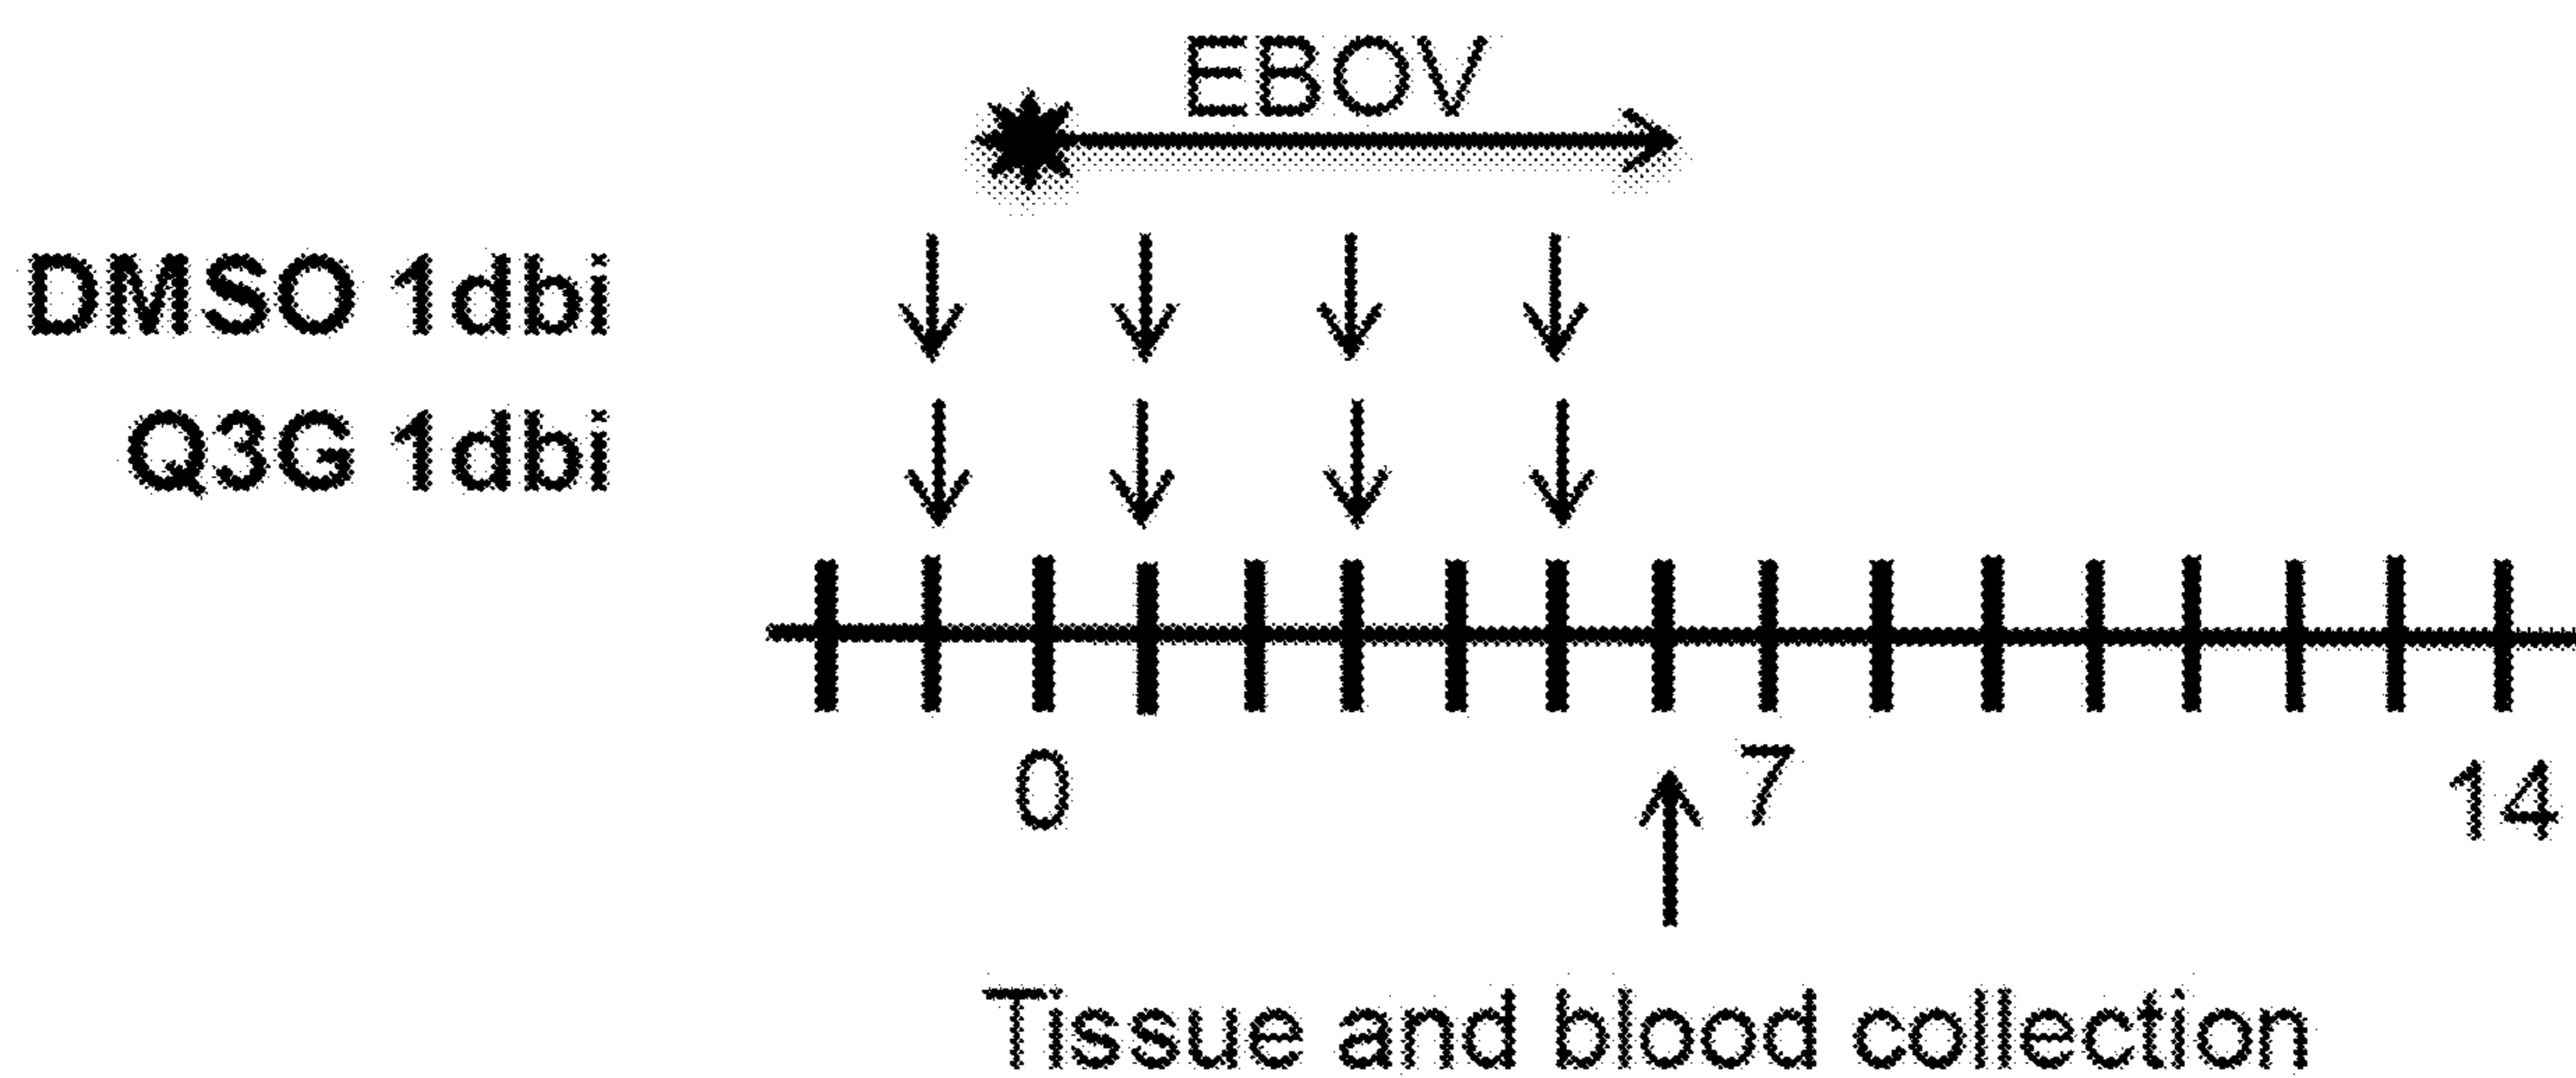 EBOV
DMSO 1dbi
Q3G 1dbi
0
7
14
Tissue and blood collection